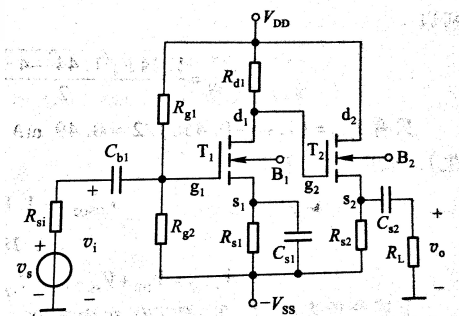 V_DD
R_d1
R_g1
d_1
d_2
T_1
T_2
C_b1
B_1
B_2
g_1
g_2
s_1
s_2
R_si
v_i
R_g2
R_s1
C_s1
R_s2
C_s2
R_L
v_o
v_s
-V_SS
+
-
+
-
+
-